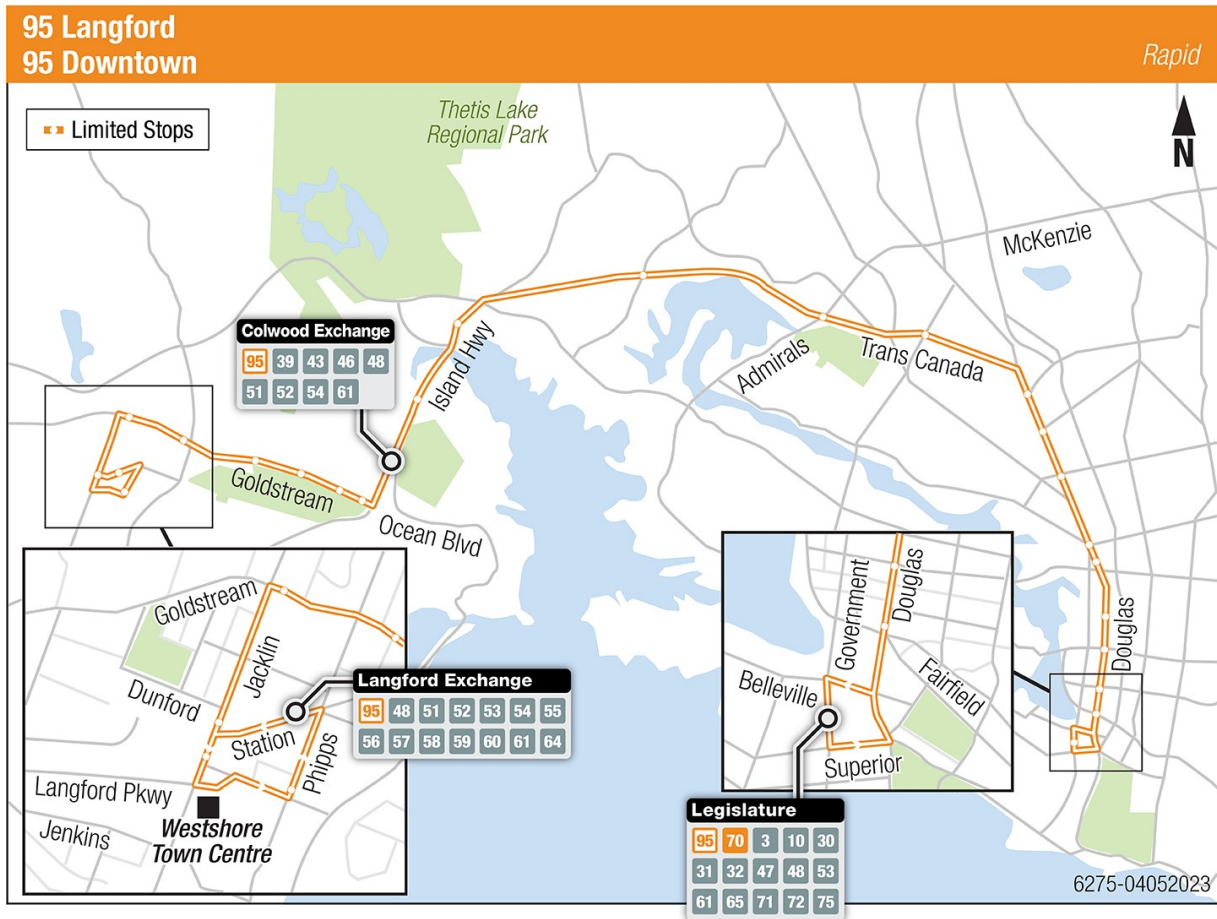 95 Langford
95 Downtown
Rapid
Limited Stops
Thetis Lake
Regional Park
N
McKenzie
Colwood Exchange
95 39 43 46 48
51 52 54 61
Island Hwy
Admirals
Trans Canada
Goldstream
Ocean Blvd
Douglas
Goldstream
Jacklin
Dunford
Station
Phipps
Langford Pkwy
Jenkins
Westshore
Town Centre
Langford Exchange
95 48 51 52 53 54 55
56 57 58 59 60 61 64
Government
Douglas
Belleville
Fairfield
Superior
Legislature
95 70 3 10 30
31 32 47 48 53
61 65 71 72 75
6275-04052023